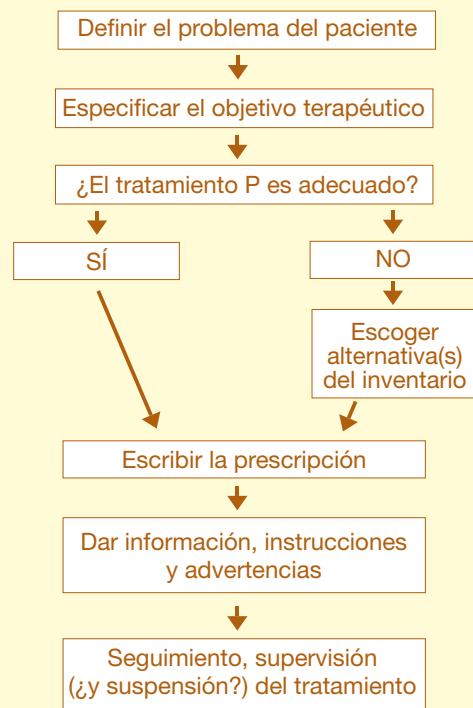 Definir el problema del paciente
Especificar el objetivo terapéutico
¿El tratamiento P es adecuado?
SÍ
NO
Escoger
alternativa(s)
del inventario
Escribir la prescripción
Dar información, instrucciones
y advertencias
Seguimiento, supervisión
(¿y suspensión?) del tratamiento